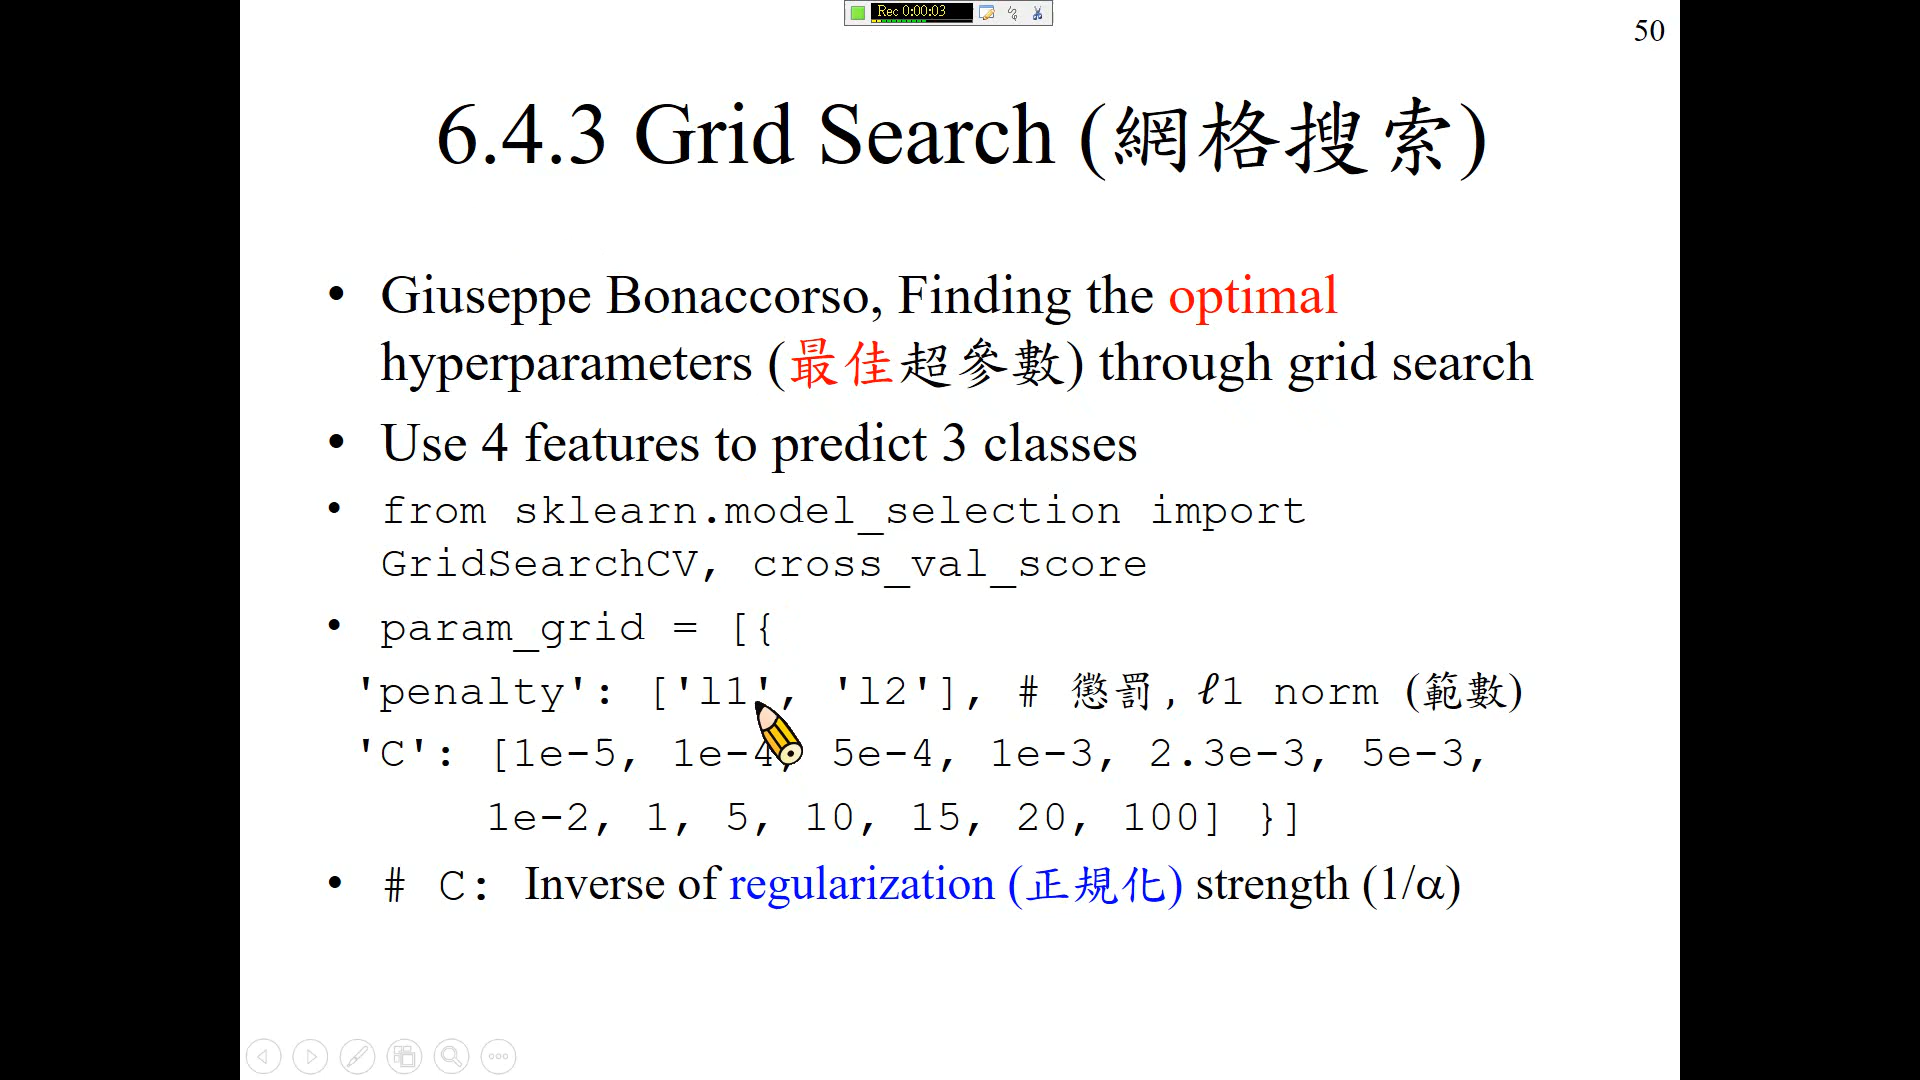 Rec 0:00:03
50
6.4.3 Grid Search (網格搜索)
• Giuseppe Bonaccorso, Finding the optimal
hyperparameters (最佳超參數) through grid search
• Use 4 features to predict 3 classes
• from sklearn.model_selection import
GridSearchCV, cross_val_score
• param_grid = [{
'penalty': ['l1', 'l2'], # 懲罰, ℓ1 norm (範數)
'C': [1e-5, 1e-4, 5e-4, 1e-3, 2.3e-3, 5e-3,
1e-2, 1, 5, 10, 15, 20, 100] }]
• # C: Inverse of regularization (正規化) strength (1/α)